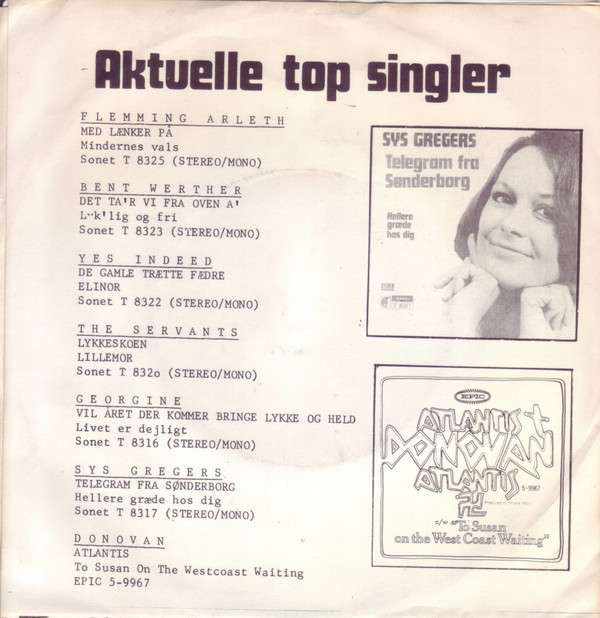 Aktuelle top singler
FLEMMING ARLETH
MED LÆNKER PÅ
Mindernes vals
Sonet T 8325 (STEREO/MONO)
BENT WERTHER
DET TA'R VI FRA OVEN A'
og fri
Sonet T 8323 (STEREO/MONO)
YES INDEED
DE GAMLE TRÆTTE FÆDRE
ELINOR
Sonet T 8322 (STEREO/MONO)
THE SERVANTS
LYKKESKOEN
LILLEMOR
Sonet T 832o (STEREO/MONO)
GEORGINE
VIL ÅRET DER KOMMER BRINGE LYKKE OG HELD
Livet er dejligt
Sonet T 8316 (STEREO/MONO)
SYS GREGERS
TELEGRAM FRA SØNDERBORG
Hellere græde hos dig
Sonet T 8317 (STEREO/MONO)
DONOVAN
ATLANTIS
To Susan On The Westcoast Waiting
EPIC 5-9967
SYS GREGERS
Telegram fra
Sønderborg
Hellere
græde
hos dig
EPIC
ATLANTIS
DONOVAN
ATLANTIS
5-9967
c/w "To Susan
on the West Coast Waiting"